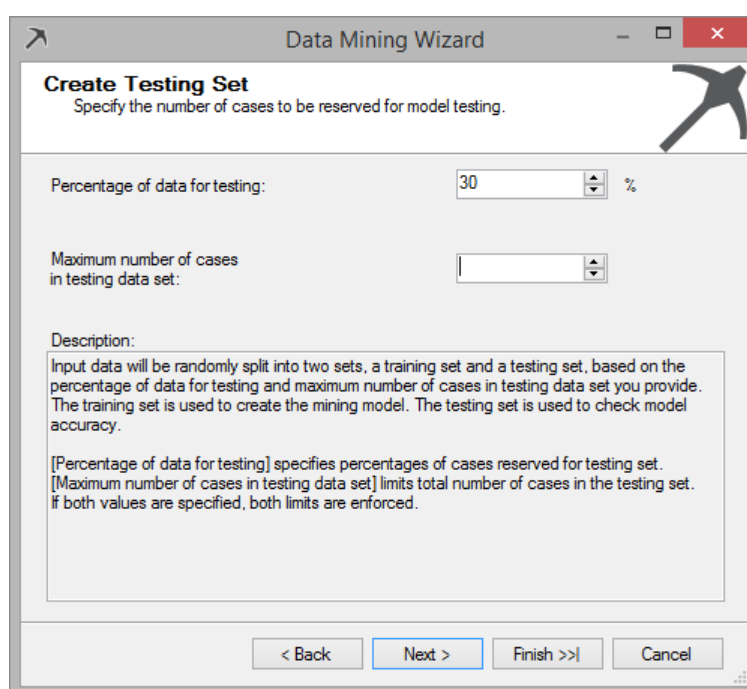 Data Mining Wizard
Create Testing Set
Specify the number of cases to be reserved for model testing.
Percentage of data for testing:
30
%
Maximum number of cases
in testing data set:
Description:
Input data will be randomly split into two sets, a training set and a testing set, based on the
percentage of data for testing and maximum number of cases in testing data set you provide.
The training set is used to create the mining model. The testing set is used to check model
accuracy.
[Percentage of data for testing] specifies percentages of cases reserved for testing set.
[Maximum number of cases in testing data set] limits total number of cases in the testing set.
If both values are specified, both limits are enforced.
< Back
Next >
Finish >>|
Cancel